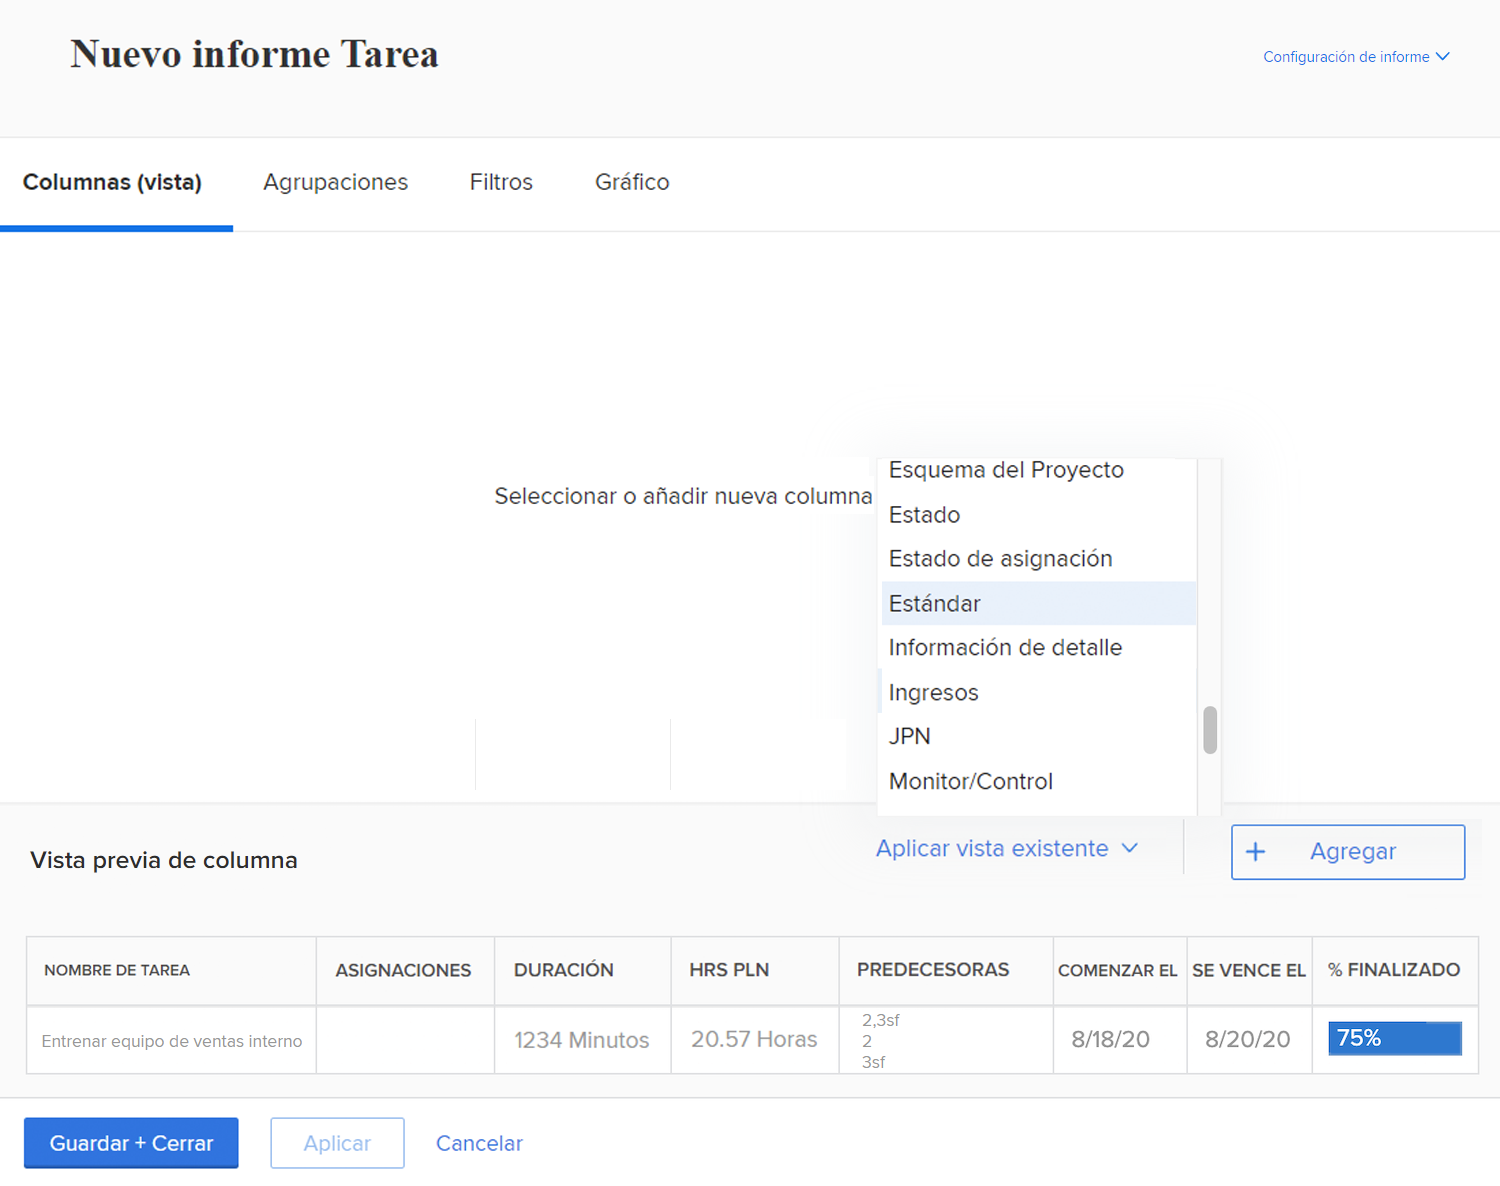 Nuevo informe Tarea
Configuración de informe
Columnas (vista)
Agrupaciones
Filtros
Gráfico
Seleccionar o añadir nueva columna
Esquema del Proyecto
Estado
Estado de asignación
Estándar
Información de detalle
Ingresos
JPN
Monitor/Control
Vista previa de columna
Aplicar vista existente
+ Agregar
NOMBRE DE TAREA
ASIGNACIONES
DURACIÓN
HRS PLN
PREDECESORAS
COMENZAR EL
SE VENCE EL
% FINALIZADO
Entrenar equipo de ventas interno
1234 Minutos
20.57 Horas
2,3sf
2
3sf
8/18/20
8/20/20
75%
Guardar + Cerrar
Aplicar
Cancelar